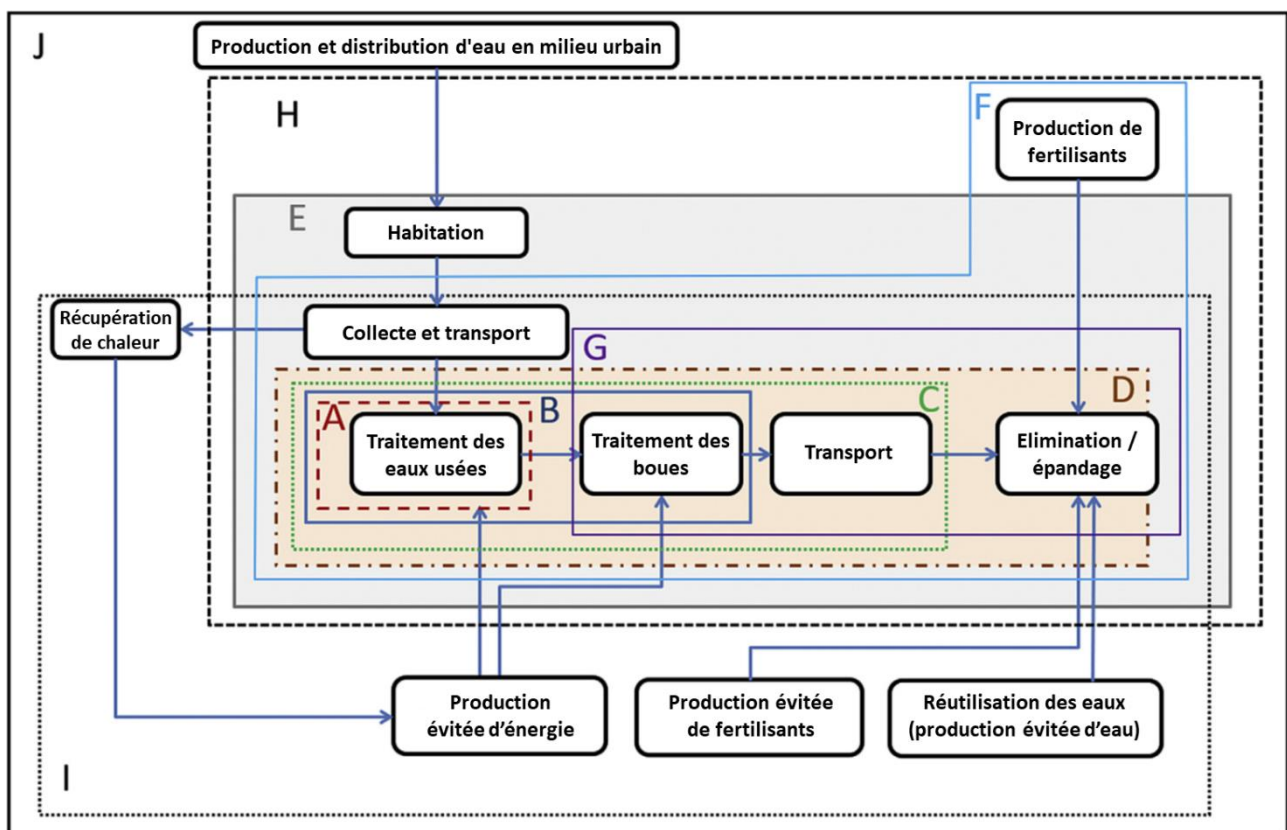 J
Production et distribution d'eau en milieu urbain
H
F
Production de
fertilisants
E
Habitation
Récupération
de chaleur
Collecte et transport
G
A
B
C
D
Traitement des
eaux usées
Traitement des
boues
Transport
Elimination /
épandage
Production
évitée d’énergie
Production évitée
de fertilisants
Réutilisation des eaux
(production évitée d’eau)
I